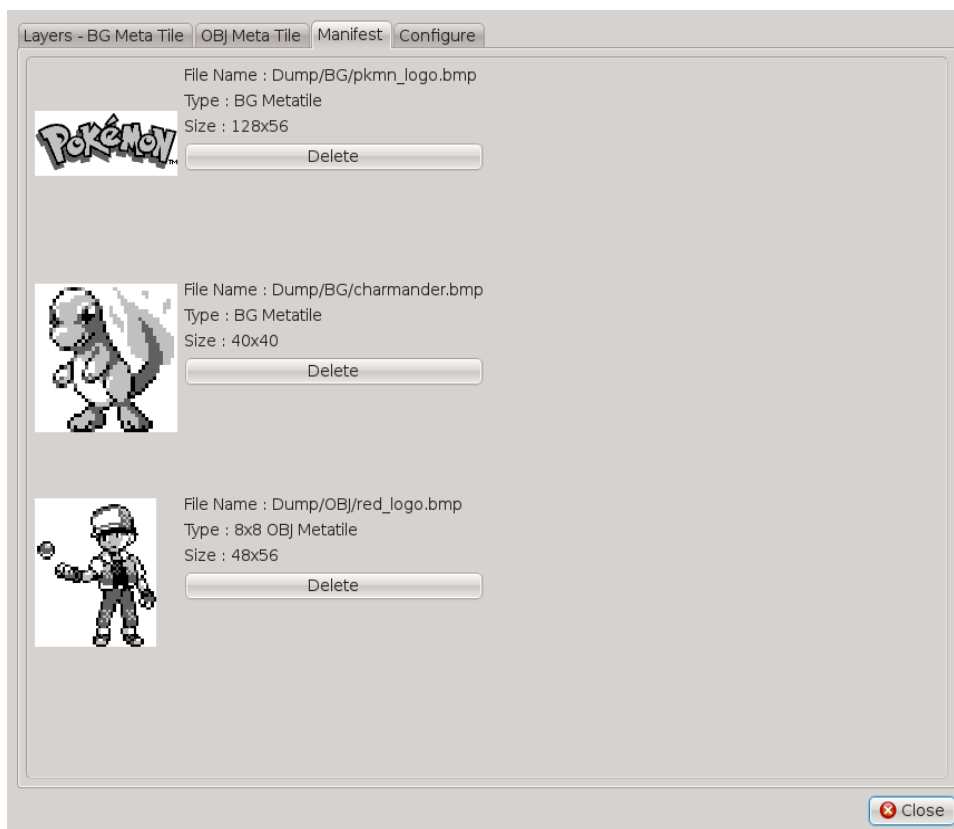 Layers - BG Meta Tile OBJ Meta Tile Manifest Configure
File Name : Dump/BG/pkmn_logo.bmp
Type : BG Metatile
Size : 128x56
POKéMON TM
Delete
File Name : Dump/BG/charmander.bmp
Type : BG Metatile
Size : 40x40
Delete
File Name : Dump/OBJ/red_logo.bmp
Type : 8x8 OBJ Metatile
Size : 48x56
Delete
Close